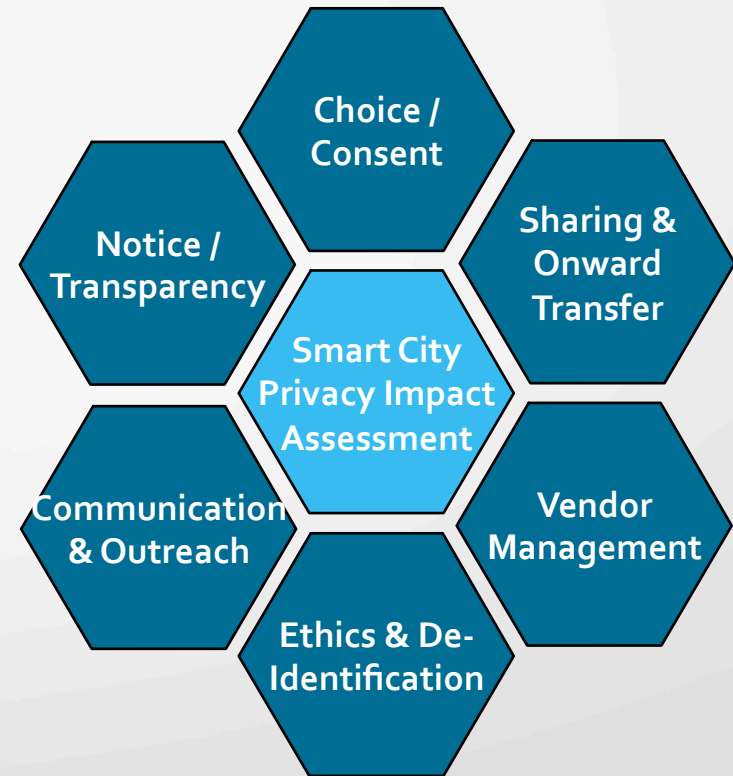 Choice /
Consent
Notice /
Transparency
Sharing &
Onward
Transfer
Smart City
Privacy Impact
Assessment
Communication
& Outreach
Vendor
Management
Ethics & De-
Identification